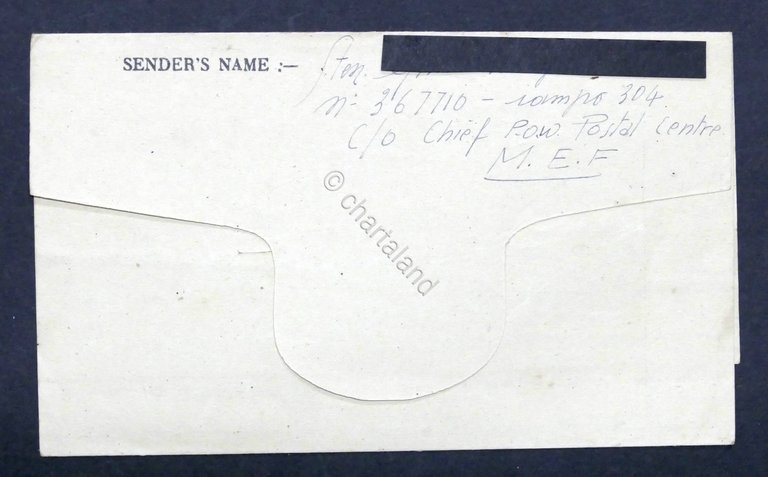 SENDER'S NAME :—
N° 367710 – campo 304
C/o Chief P.O.W. Postal Centre
M. E. F
© chartaland